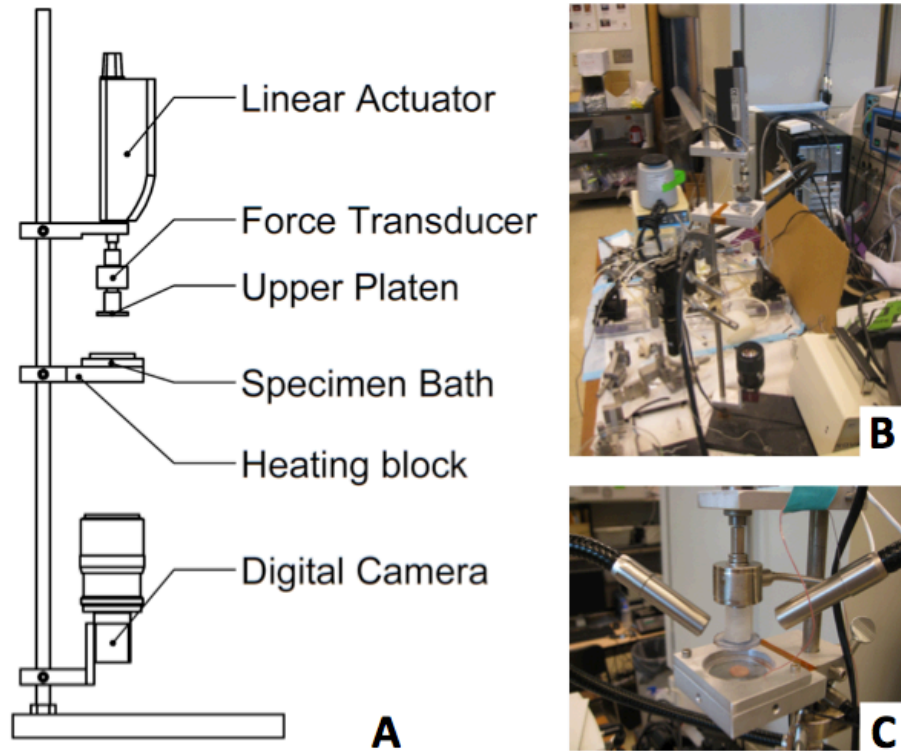 Linear Actuator
Force Transducer
Upper Platen
Specimen Bath
Heating block
Digital Camera
A
B
C